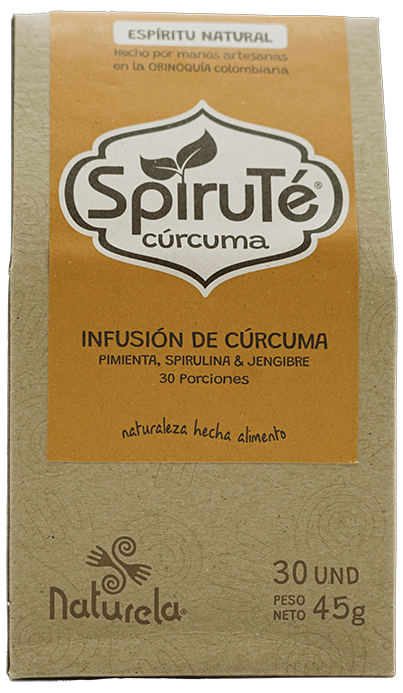 ESPÍRITU NATURAL
Hecho por manos artesanas
en la ORINOQUÍA colombiana
SpiruTé®
cúrcuma
INFUSIÓN DE CÚRCUMA
PIMIENTA, SPIRULINA & JENGIBRE
30 Porciones
naturaleza hecha alimento
Naturela®
30 UND
PESO NETO 45g